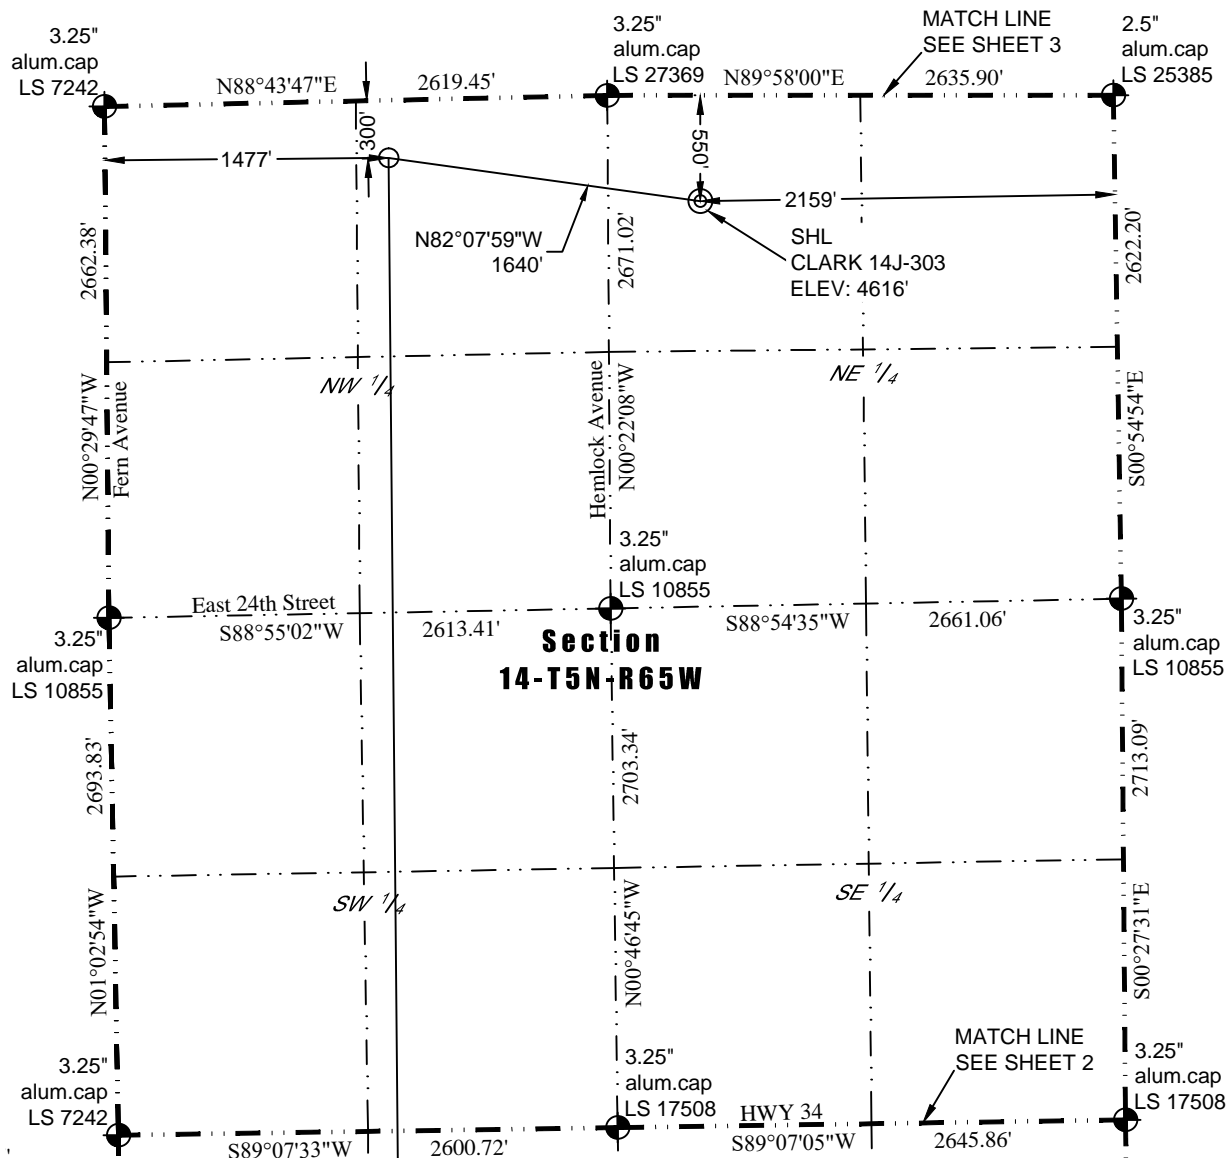 3.25"
alum.cap
LS 7242
N88°43'47"E
2619.45'
3.25"
alum.cap
LS 27369
N89°58'00"E
MATCH LINE
SEE SHEET 3
2635.90'
2.5"
alum.cap
LS 25385
300'
1477'
550'
2159'
N82°07'59"W
1640'
SHL
CLARK 14J-303
ELEV: 4616'
2662.38'
2671.02'
2622.20'
NW 1/4
NE 1/4
N00°29'47"W
Fern Avenue
Hemlock Avenue
N00°22'08"W
S00°54'54"E
3.25"
alum.cap
LS 10855
East 24th Street
S88°55'02"W
2613.41'
S88°54'35"W
2661.06'
3.25"
alum.cap
LS 10855
3.25"
alum.cap
LS 10855
Section
14-T5N-R65W
2693.83'
2703.34'
2713.09'
SW 1/4
SE 1/4
N01°02'54"W
N00°46'45"W
S00°27'31"E
3.25"
alum.cap
LS 7242
3.25"
alum.cap
LS 17508
MATCH LINE
SEE SHEET 2
3.25"
alum.cap
LS 17508
HWY 34
S89°07'33"W
2600.72'
S89°07'05"W
2645.86'
'